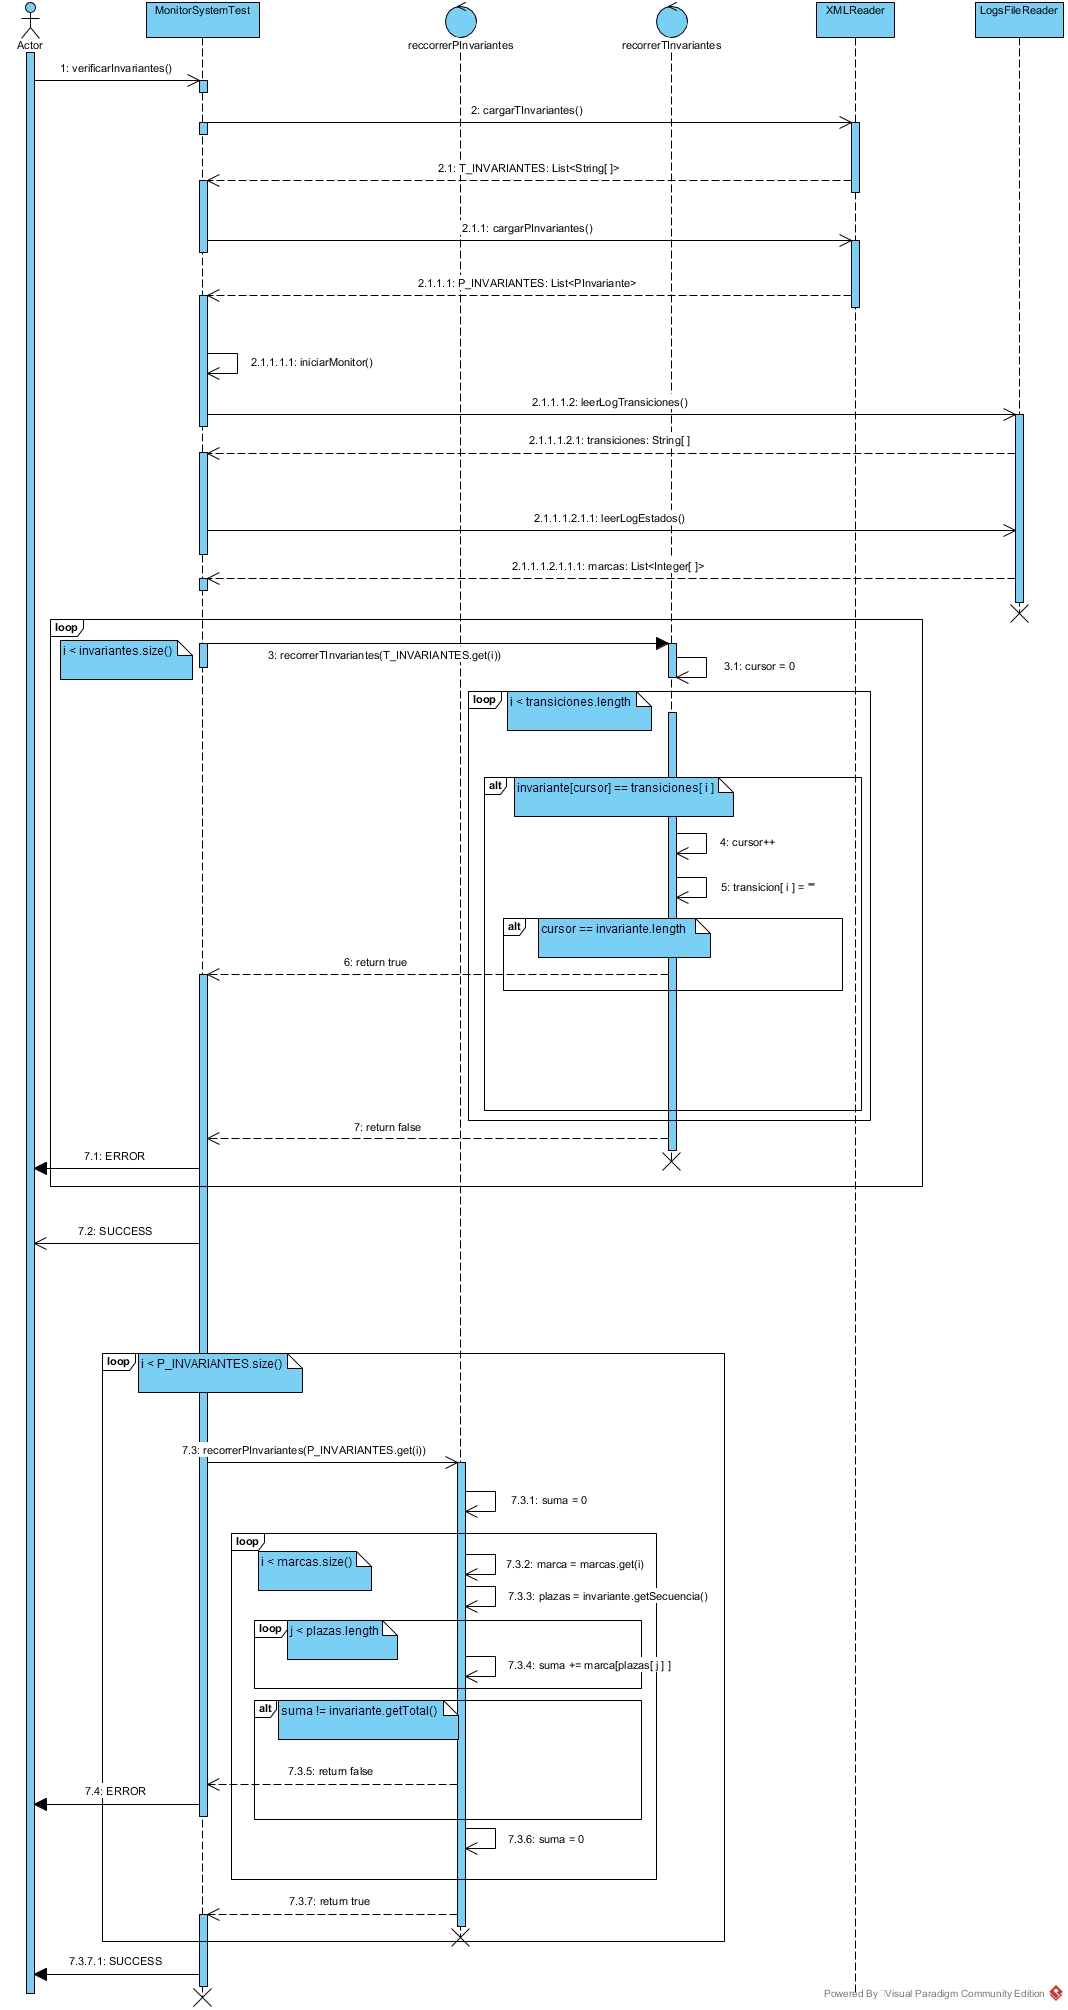 MonitorSystemTest
XMLReader
LogsFileReader
Actor
reccorrerPInvariantes
recorrerTInvariantes
1: verificarInvariantes()
2: cargarTInvariantes()
2.1: T_INVARIANTES: List<String[ ]>
2.1.1: cargarPInvariantes()
2.1.1.1: P_INVARIANTES: List<PInvariante>
2.1.1.1.1: iniciarMonitor()
2.1.1.1.2: leerLogTransiciones()
2.1.1.1.2.1: transiciones: String[ ]
2.1.1.1.2.1.1: leerLogEstados()
2.1.1.1.2.1.1.1: marcas: List<Integer[ ]>
loop
i < invariantes.size()
3: recorrerTInvariantes(T_INVARIANTES.get(i))
3.1: cursor = 0
loop
i < transiciones.length
alt
invariante[cursor] == transiciones[ i ]
4: cursor++
5: transicion[ i ] = ""
alt
cursor == invariante.length
6: return true
7: return false
7.1: ERROR
7.2: SUCCESS
loop
i < P_INVARIANTES.size()
7.3: recorrerPInvariantes(P_INVARIANTES.get(i))
7.3.1: suma = 0
loop
i < marcas.size()
7.3.2: marca = marcas.get(i)
7.3.3: plazas = invariante.getSecuencia()
loop
j < plazas.length
7.3.4: suma += marca[plazas[ j ] ]
alt
suma != invariante.getTotal()
7.3.5: return false
7.4: ERROR
7.3.6: suma = 0
7.3.7: return true
7.3.7.1: SUCCESS
Powered By Visual Paradigm Community Edition